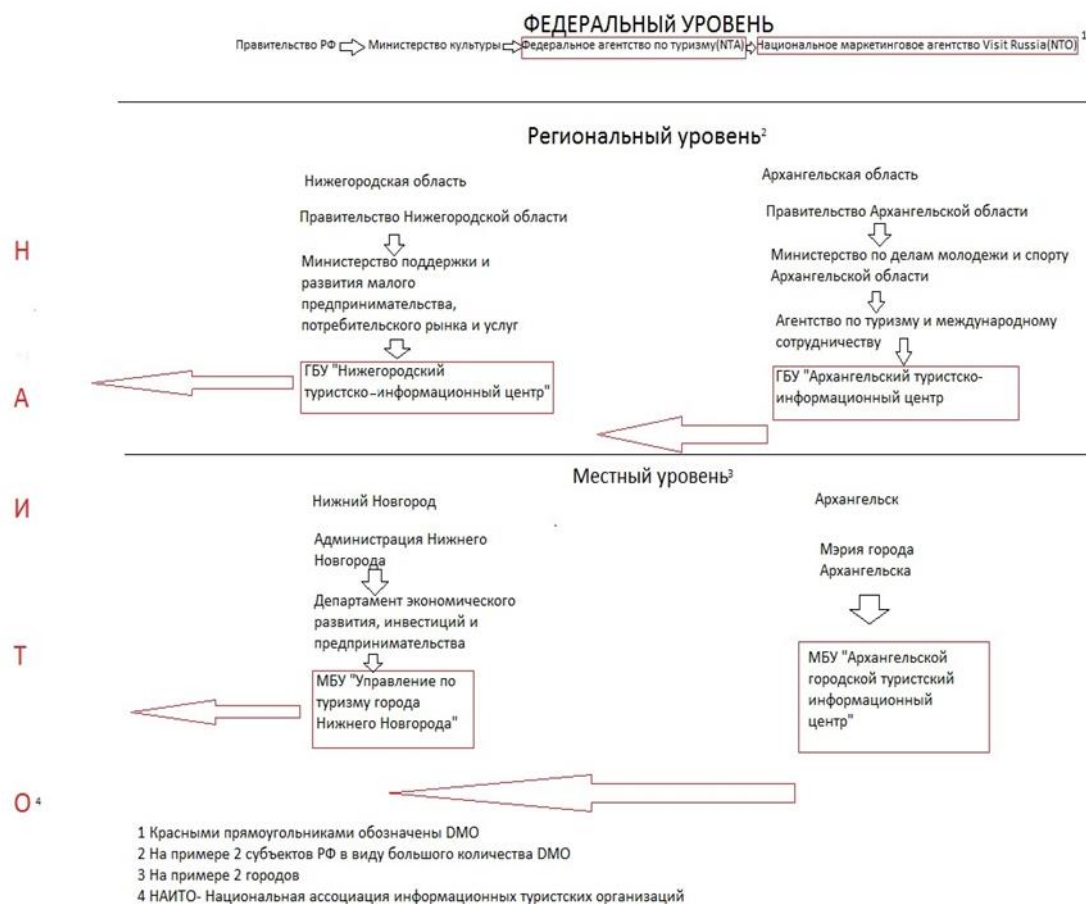 ФЕДЕРАЛЬНЫЙ УРОВЕНЬ
Правительство РФ Министерство культуры Федеральное агентство по туризму(NTA) Национальное маркетинговое агентство Visit Russia(NTO) 1
Региональный уровень2
Нижегородская область
Правительство Нижегородской области
Министерство поддержки и
развития малого
предпринимательства,
потребительского рынка и услуг
ГБУ "Нижегородский
туристско-информационный центр"
Архангельская область
Правительство Архангельской области
Министерство по делам молодежи и спорту
Архангельской области
Агентство по туризму и международному
сотрудничеству
ГБУ "Архангельский туристско-
информационный центр
Местный уровень3
Нижний Новгород
Администрация Нижнего
Новгорода
Департамент экономического
развития, инвестиций и
предпринимательства
МБУ "Управление по
туризму города
Нижнего Новгорода"
Архангельск
Мэрия города
Архангельска
МБУ "Архангельской
городской туристский
информационный
центр"
Н
А
И
Т
О 4
1 Красными прямоугольниками обозначены DMO
2 На примере 2 субъектов РФ в виду большого количества DMO
3 На примере 2 городов
4 НАИТО- Национальная ассоциация информационных туристских организаций